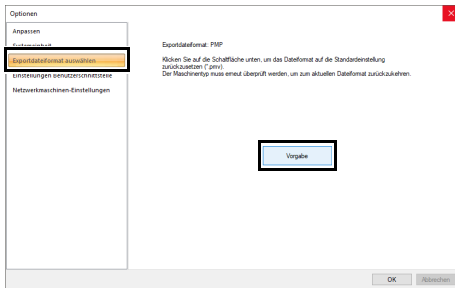 Optionen
Anpassen
Systemeinheit
Exportdateiformat auswählen
Einstellungen Benutzerschnittstelle
Netzwerkmaschinen-Einstellungen
Exportdateiformat: PMP
Klicken Sie auf die Schaltfläche unten, um das Dateiformat auf die Standardeinstellung
zurückzusetzen (*.pmv).
Der Maschinentyp muss erneut überprüft werden, um zum aktuellen Dateiformat zurückzukehren.
Vorgabe
OK
Abbrechen